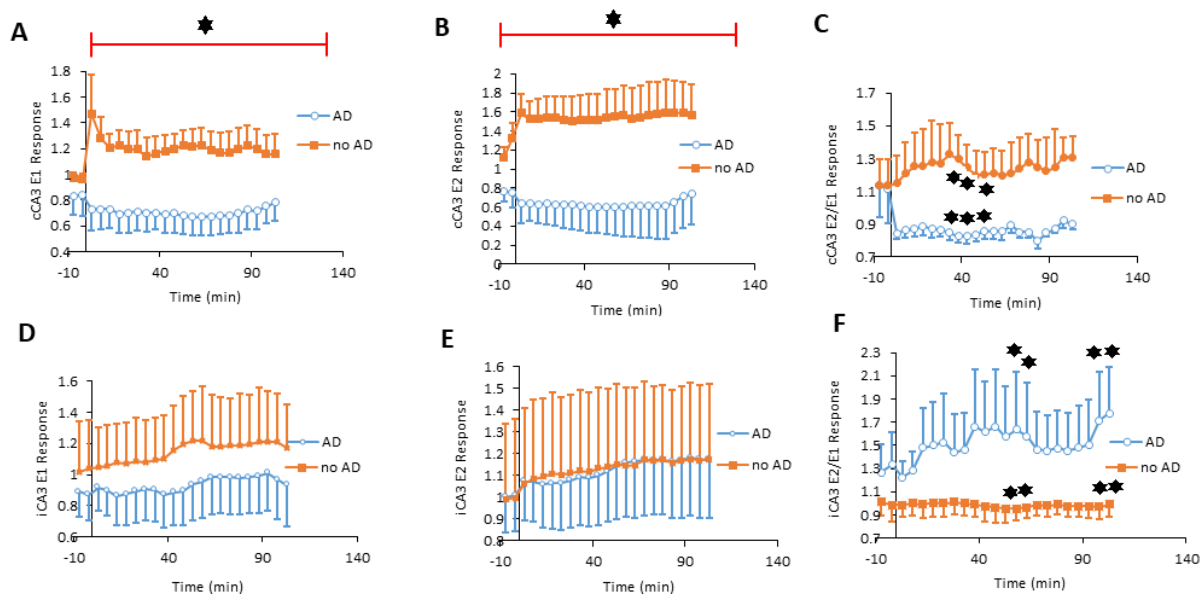 A
cCA3 E1 Response
1.8
1.6
1.4
1.2
1
0.8
0.6
0.4
-10
40
90
140
Time (min)
AD
no AD
B
cCA3 E2 Response
2
1.8
1.6
1.4
1.2
1
0.8
0.6
0.4
0.2
0
-10
40
90
140
Time (min)
AD
no AD
C
cCA3 E2/E1 Response
1.7
1.5
1.3
1.1
0.9
0.7
-10
40
90
140
Time (min)
AD
no AD
D
iCA3 E1 Response
1.6
1.4
1.2
1
0.8
0.6
-10
40
90
140
Time (min)
AD
no AD
E
iCA3 E2 Response
1.6
1.5
1.4
1.3
1.2
1.1
1
0.9
0.8
-10
40
90
140
Time (min)
AD
no AD
F
iCA3 E2/E1 Response
2.3
2.1
1.9
1.7
1.5
1.3
1.1
0.9
0.7
-10
40
90
140
Time (min)
AD
no AD